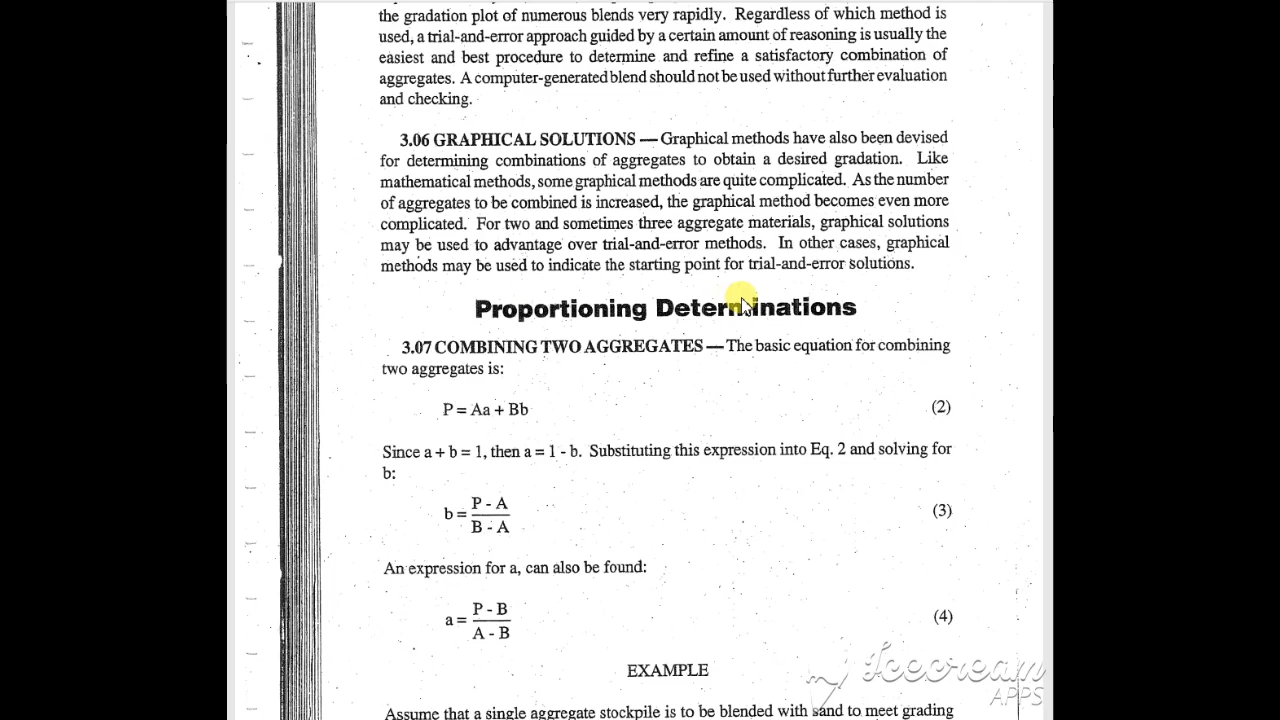 the gradation plot of numerous blends very rapidly. Regardless of which method is
used, a trial-and-error approach guided by a certain amount of reasoning is usually the
easiest and best procedure to determine and refine a satisfactory combination of
aggregates. A computer-generated blend should not be used without further evaluation
and checking.
3.06 GRAPHICAL SOLUTIONS — Graphical methods have also been devised
for determining combinations of aggregates to obtain a desired gradation. Like
mathematical methods, some graphical methods are quite complicated. As the number
of aggregates to be combined is increased, the graphical method becomes even more
complicated. For two and sometimes three aggregate materials, graphical solutions
may be used to advantage over trial-and-error methods. In other cases, graphical
methods may be used to indicate the starting point for trial-and-error solutions.
Proportioning Determinations
3.07 COMBINING TWO AGGREGATES — The basic equation for combining
two aggregates is:
P = Aa + Bb (2)
Since a + b = 1, then a = 1 - b. Substituting this expression into Eq. 2 and solving for
b:
P - A
b = (3)
B - A
An expression for a, can also be found:
P - B
a = (4)
A - B
EXAMPLE
Icecream
APPS
Assume that a single aggregate stockpile is to be blended with sand to meet grading